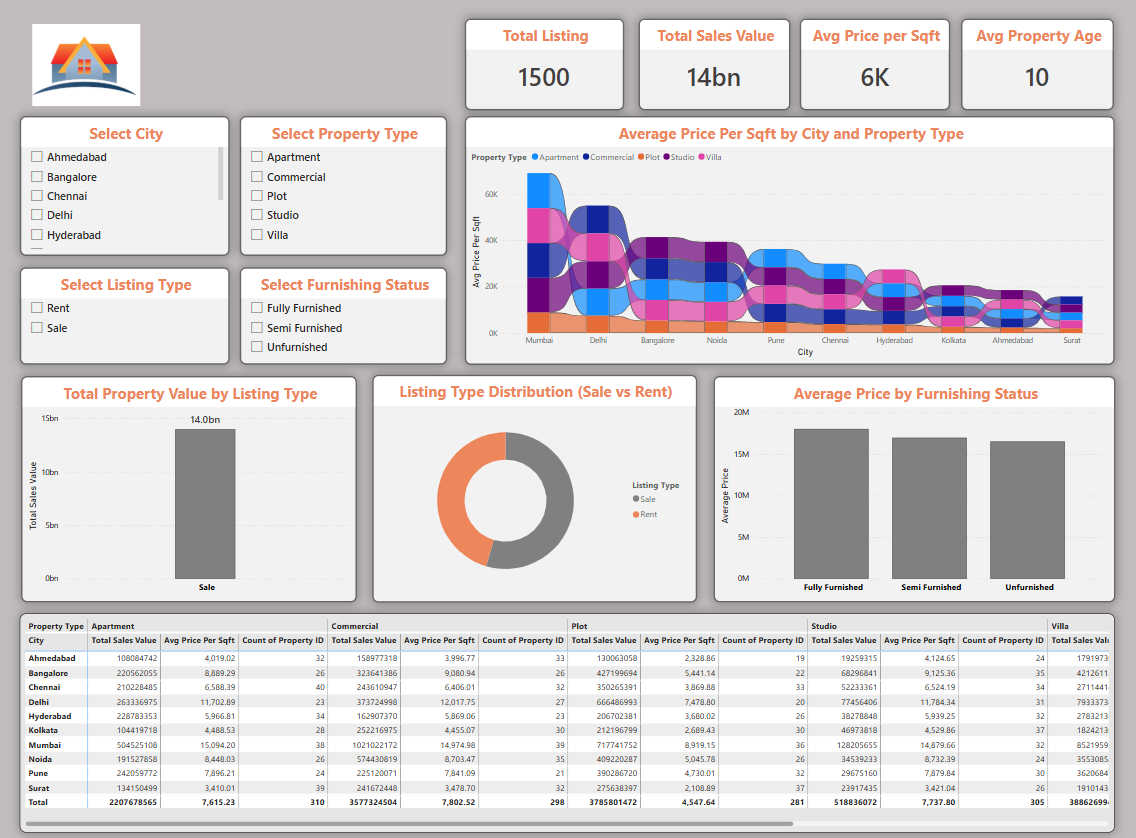 Total Listing
1500
Total Sales Value
14bn
Avg Price per Sqft
6K
Avg Property Age
10
Select City
Ahmedabad
Bangalore
Chennai
Delhi
Hyderabad
Select Property Type
Apartment
Commercial
Plot
Studio
Villa
Select Listing Type
Rent
Sale
Select Furnishing Status
Fully Furnished
Semi Furnished
Unfurnished
Average Price Per Sqft by City and Property Type
Property Type Apartment Commercial Plot Studio Villa
Avg Price Per Sqft
60K
40K
20K
0K
Mumbai Delhi Bangalore Noida Pune Chennai Hyderabad Kolkata Ahmedabad Surat
City
Total Property Value by Listing Type
Total Sales Value
15bn
10bn
5bn
0bn
14.0bn
Sale
Listing Type Distribution (Sale vs Rent)
Listing Type
Sale
Rent
Average Price by Furnishing Status
Average Price
20M
15M
10M
5M
0M
Fully Furnished Semi Furnished Unfurnished
Property Type Apartment Commercial Plot Studio Villa
City Total Sales Value Avg Price Per Sqft Count of Property ID Total Sales Value Avg Price Per Sqft Count of Property ID Total Sales Value Avg Price Per Sqft Count of Property ID Total Sales Value Avg Price Per Sqft Count of Property ID Total Sales Valu
Ahmedabad 108084742 4,019.02 32 158977318 3,996.77 33 130063058 2,328.86 19 19259315 4,124.65 24 1791973
Bangalore 220562055 8,889.29 26 323641386 9,080.94 26 427199694 5,441.14 22 68296841 9,125.36 35 4212611
Chennai 210228485 6,588.39 40 243610947 6,406.01 32 350265391 3,869.88 33 52233361 6,524.19 34 2711441
Delhi 263336975 11,702.89 23 373724998 12,017.75 27 666486993 7,478.80 20 77456406 11,784.34 31 7933373
Hyderabad 228783353 5,966.81 34 162907370 5,869.06 23 206702381 3,680.02 26 38278848 5,939.25 32 2783213
Kolkata 104419718 4,488.53 28 252216975 4,455.07 30 212196799 2,689.43 30 46973818 4,529.86 37 1824213
Mumbai 504525108 15,094.20 38 1021022172 14,974.98 39 717741752 8,919.15 36 128205655 14,879.66 32 8521959
Noida 191527858 8,448.03 26 574430819 8,703.47 35 409220287 5,045.78 26 34539233 8,732.39 24 3553085
Pune 242059772 7,896.21 24 225120071 7,841.09 21 390286720 4,730.01 32 29675160 7,879.84 30 3620684
Surat 134150499 3,410.01 39 241672448 3,478.70 32 275638397 2,108.89 37 23917435 3,421.04 26 1910143
Total 2207678565 7,615.23 310 3577324504 7,802.52 298 3785801472 4,547.64 281 518836072 7,737.80 305 38862699